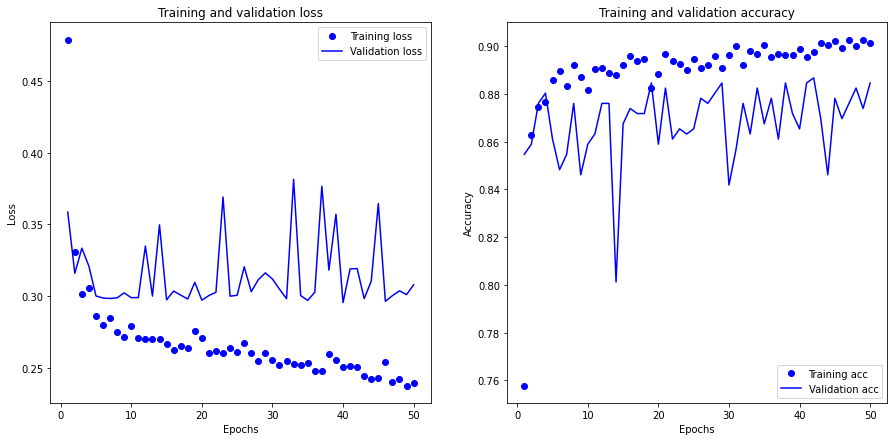 Training and validation loss
Training loss
Validation loss
0.45
0.40
0.35
0.30
0.25
Loss
0 10 20 30 40 50
Epochs
Training and validation accuracy
0.90
0.88
0.86
0.84
0.82
0.80
0.78
0.76
Accuracy
Training acc
Validation acc
0 10 20 30 40 50
Epochs